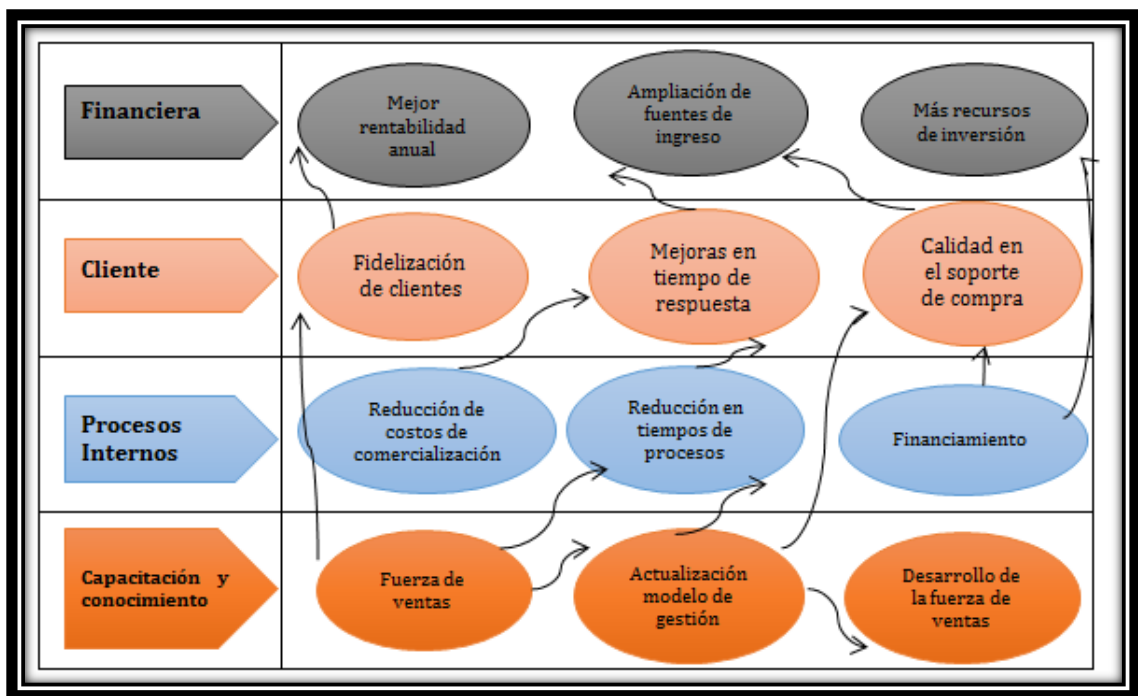 Financiera
Mejor
rentabilidad
anual
Ampliación de
fuentes de
ingreso
Más recursos
de inversión
Cliente
Fidelización
de clientes
Mejoras en
tiempo de
respuesta
Calidad en
el soporte
de compra
Procesos
Internos
Reducción de
costos de
comercialización
Reducción en
tiempos de
procesos
Financiamiento
Capacitación y
conocimiento
Fuerza de
ventas
Actualización
modelo de
gestión
Desarrollo de
la fuerza de
ventas